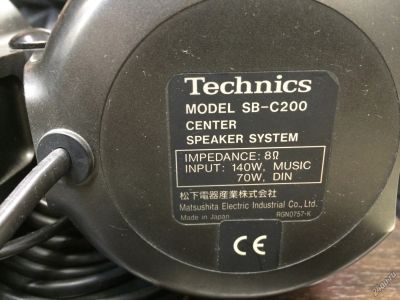 Technics
MODEL SB-C200
CENTER
SPEAKER SYSTEM
IMPEDANCE: 8Ω
INPUT: 140W, MUSIC
70W, DIN
松下電器産業株式会社
Matsushita Electric Industrial Co., Ltd.
Made in Japan RGN0757-K
CE